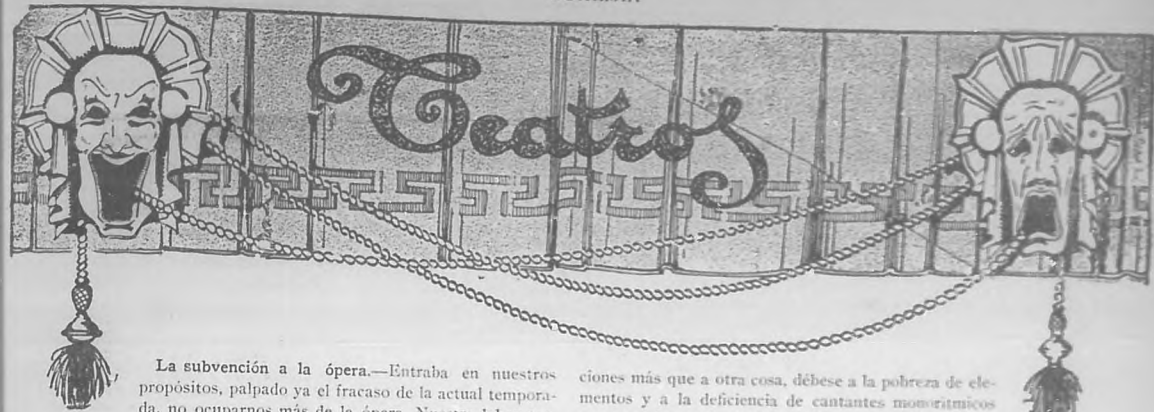 Teatros
La subvención a la ópera.—Entraba en nuestros
propósitos, palpado ya el fracaso de la actual tempora-
da, no ocuparnos más de la ópera.
ciones más que a otra cosa, débese a la pobreza de ele-
mentos y a la deficiencia de cantantes monorítmicos